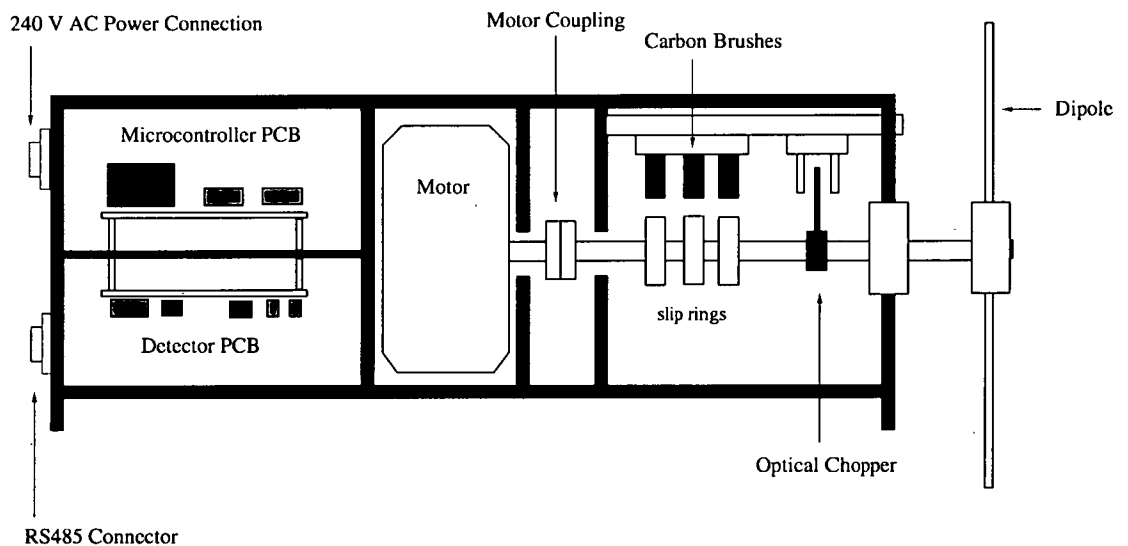 240 V AC Power Connection
Motor Coupling
Carbon Brushes
Dipole
Microcontroller PCB
Motor
slip rings
Detector PCB
Optical Chopper
RS485 Connector